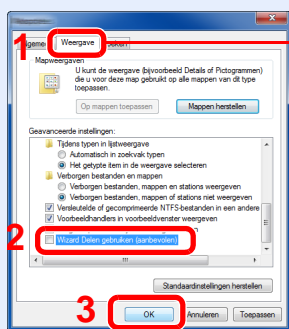 1
Weergave
Mapweergaven
U kunt de weergave (bijvoorbeeld Details of Pictogrammen)
die u voor deze map gebruikt op alle mappen van dit type
toepassen.
Op mappen toepassen
Mappen herstellen
Geavanceerde instellingen:
Tijdens typen in lijstweergave
Automatisch in zoekvak typen
Het getypte item in de weergave selecteren
Verborgen bestanden en mappen
Verborgen bestanden, mappen en stations weergeven
Verborgen bestanden, mappen of stations niet weergeven
Versleutelde of gecomprimeerde NTFS-bestanden in een andere
Voorbeeldhandlers in voorbeeldvenster weergeven
2
Wizard Delen gebruiken (aanbevolen)
Standaardinstellingen herstellen
3
OK
Annuleren
Toepassen